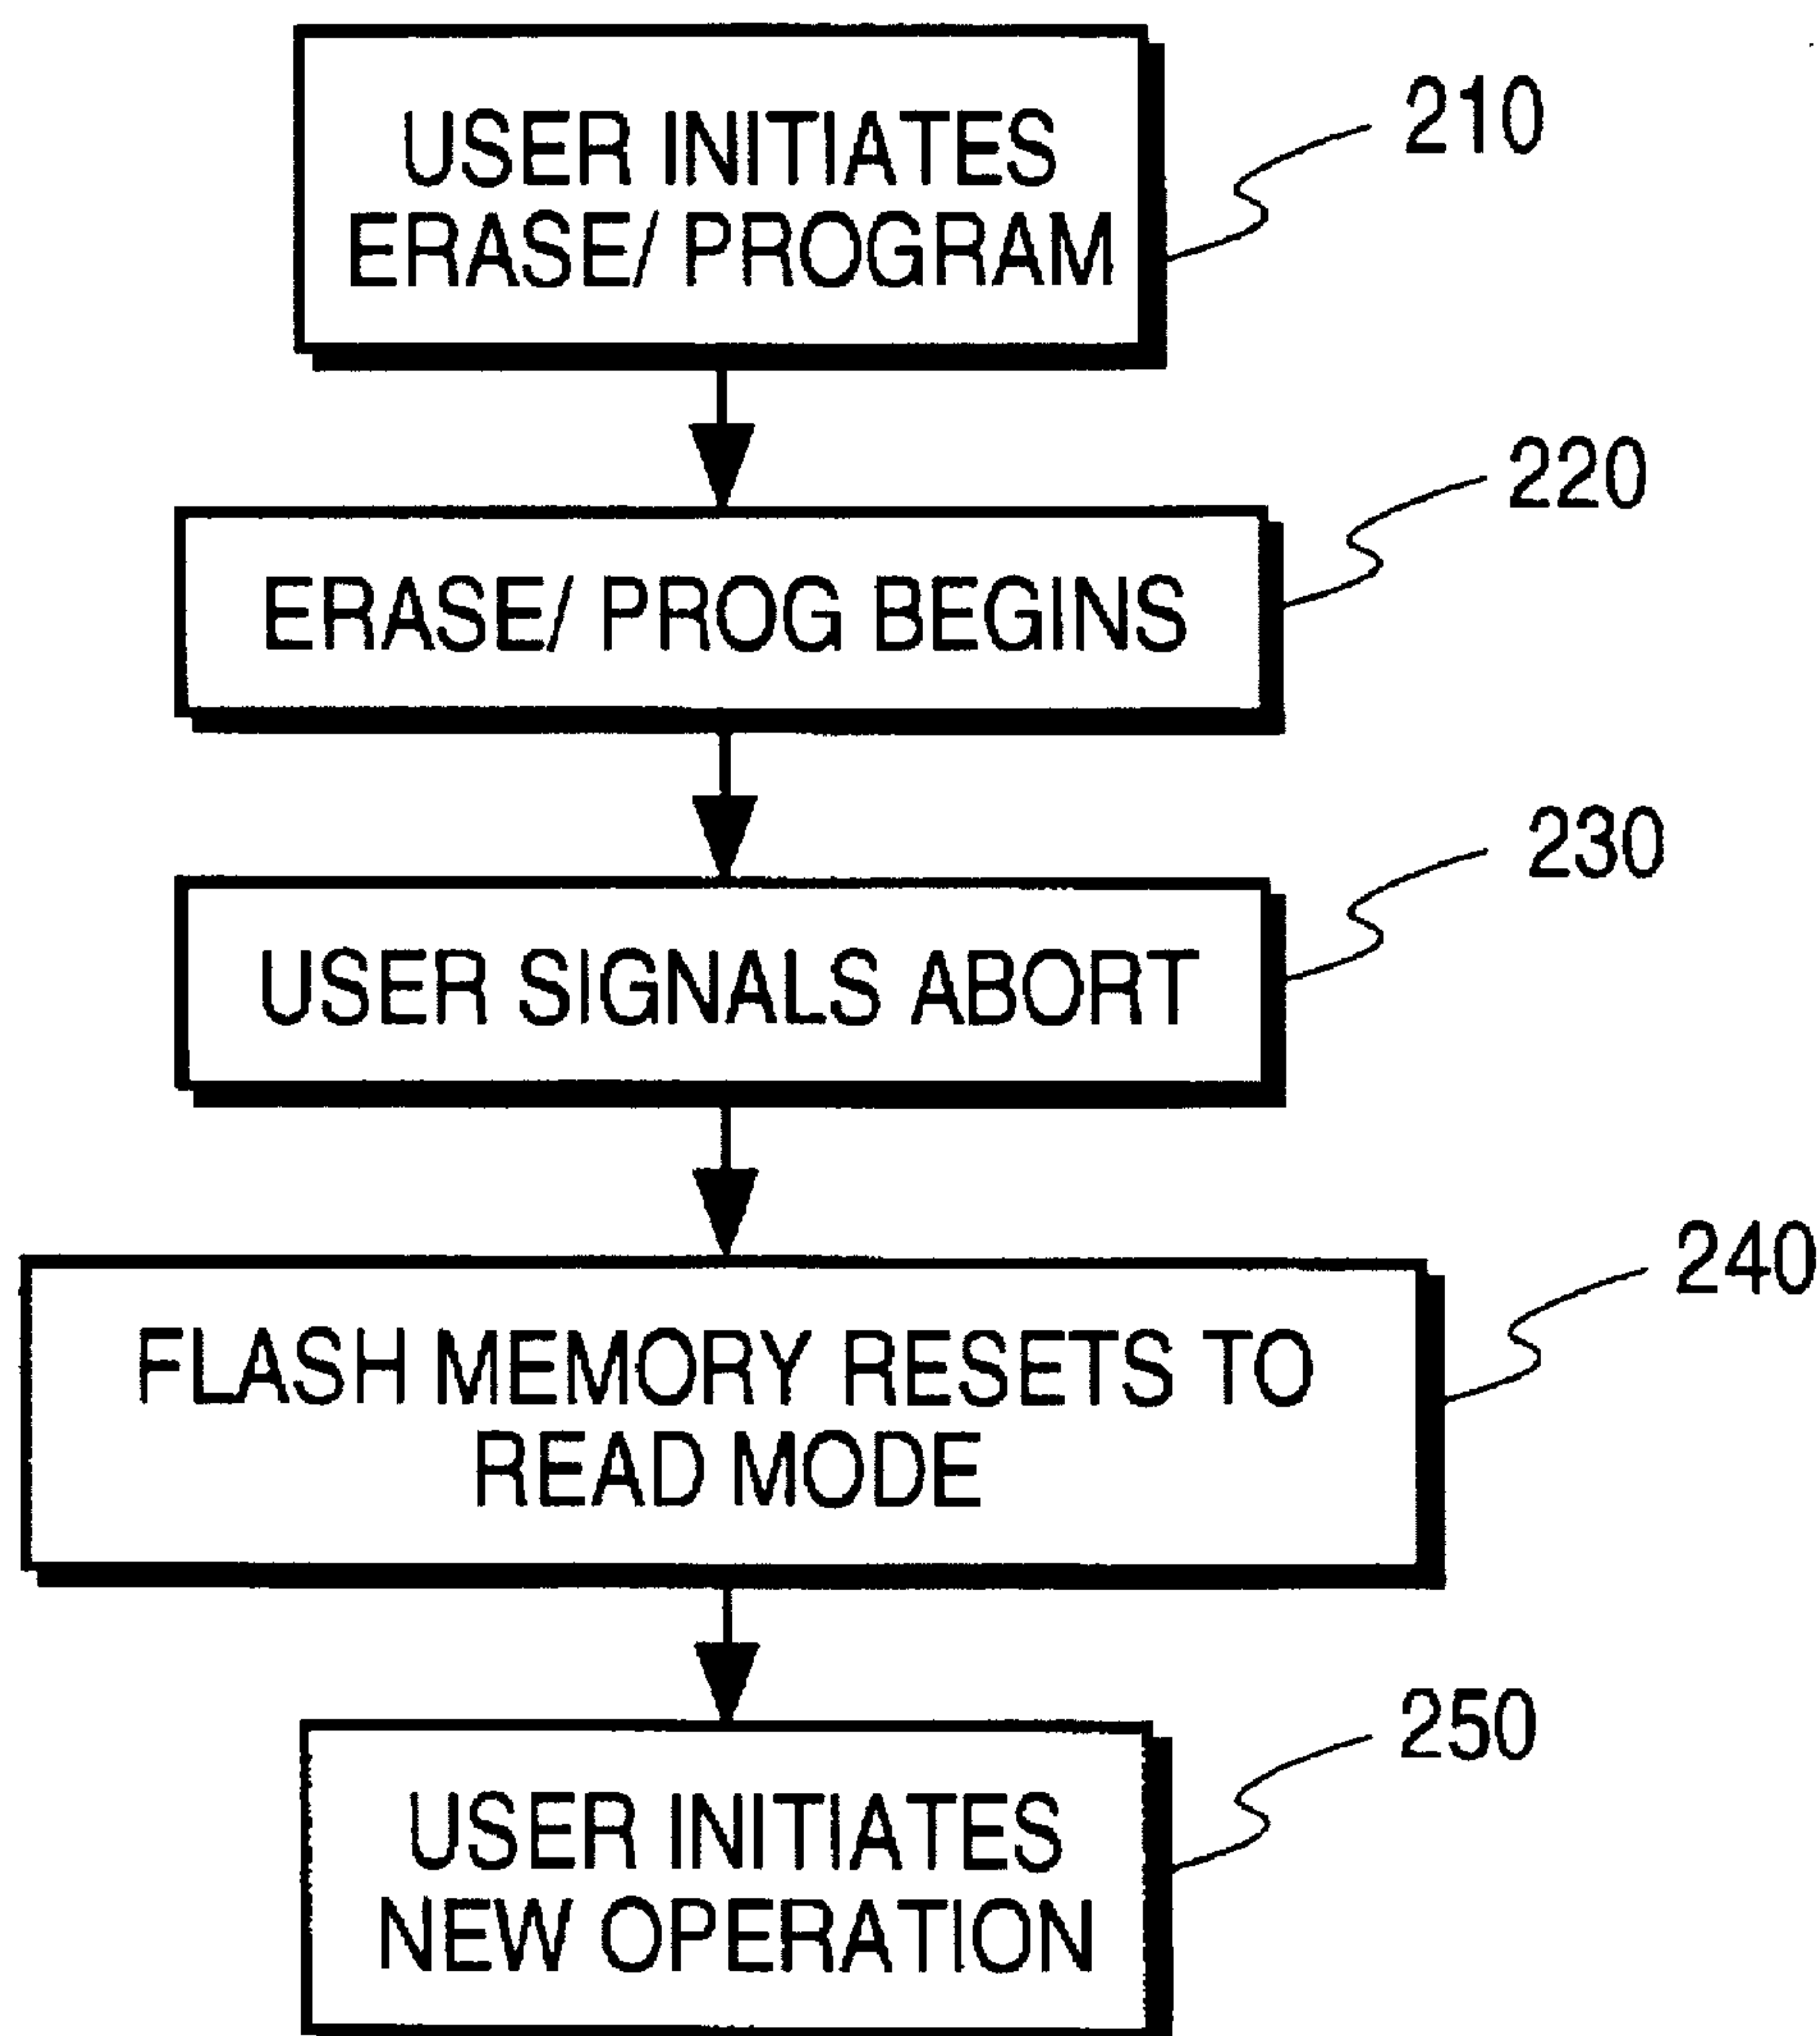 USER INITIATES
ERASE/ PROGRAM
210
ERASE/ PROG BEGINS
220
USER SIGNALS ABORT
230
FLASH MEMORY RESETS TO
READ MODE
240
USER INITIATES
NEW OPERATION
250